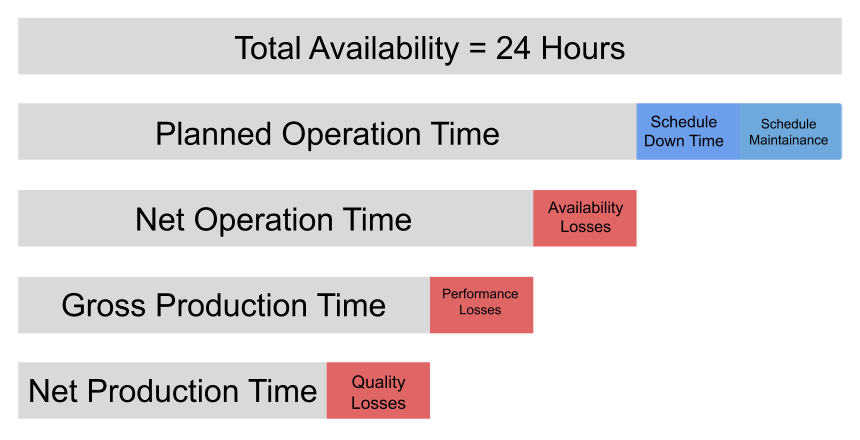 Total Availability = 24 Hours
Planned Operation Time
Schedule
Down Time
Schedule
Maintainance
Net Operation Time
Availability
Losses
Gross Production Time
Performance
Losses
Net Production Time
Quality
Losses